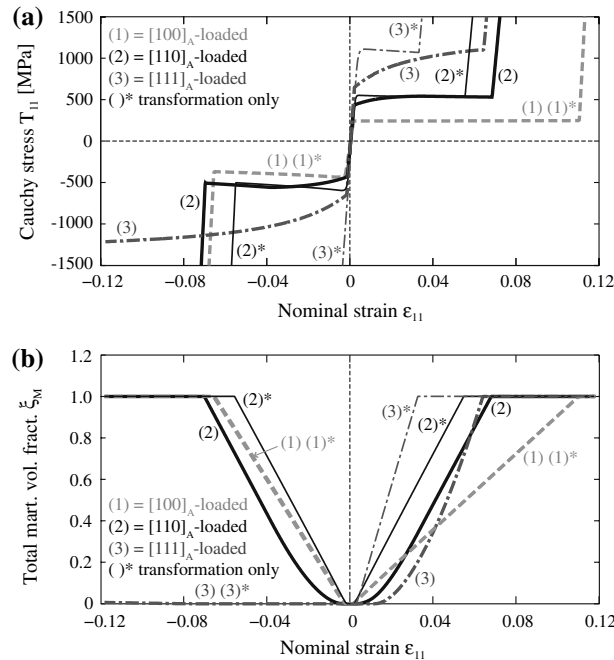 (a)
1500
1000
500
0
−500
−1000
−1500
Cauchy stress T₁₁ [MPa]
(1) = [100]ₐ-loaded
(2) = [110]ₐ-loaded
(3) = [111]ₐ-loaded
( )* transformation only
(3)*
(3)
(2)*
(2)
(1) (1)*
(1) (1)*
(2)
(3)
(2)*
(3)*
−0.12 −0.08 −0.04 0 0.04 0.08 0.12
Nominal strain ε₁₁
(b)
1.2
1.0
0.8
0.6
0.4
0.2
0
Total mart. vol. fract. ξ_M
(2)*
(2)
(1) (1)*
(3)*
(2)*
(2)
(1) (1)*
(1) = [100]ₐ-loaded
(2) = [110]ₐ-loaded
(3) = [111]ₐ-loaded
( )* transformation only
(3) (3)*
(3)
−0.12 −0.08 −0.04 0 0.04 0.08 0.12
Nominal strain ε₁₁